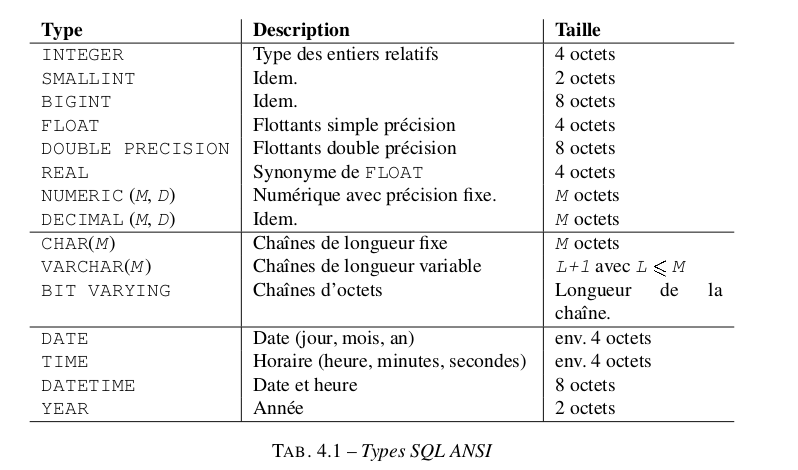 Type Description Taille
INTEGER Type des entiers relatifs 4 octets
SMALLINT Idem. 2 octets
BIGINT Idem. 8 octets
FLOAT Flottants simple précision 4 octets
DOUBLE PRECISION Flottants double précision 8 octets
REAL Synonyme de FLOAT 4 octets
NUMERIC (M, D) Numérique avec précision fixe. M octets
DECIMAL (M, D) Idem. M octets
CHAR(M) Chaînes de longueur fixe M octets
VARCHAR(M) Chaînes de longueur variable L+1 avec L ⩽ M
BIT VARYING Chaînes d'octets Longueur de la
chaîne.
DATE Date (jour, mois, an) env. 4 octets
TIME Horaire (heure, minutes, secondes) env. 4 octets
DATETIME Date et heure 8 octets
YEAR Année 2 octets
TAB. 4.1 – Types SQL ANSI